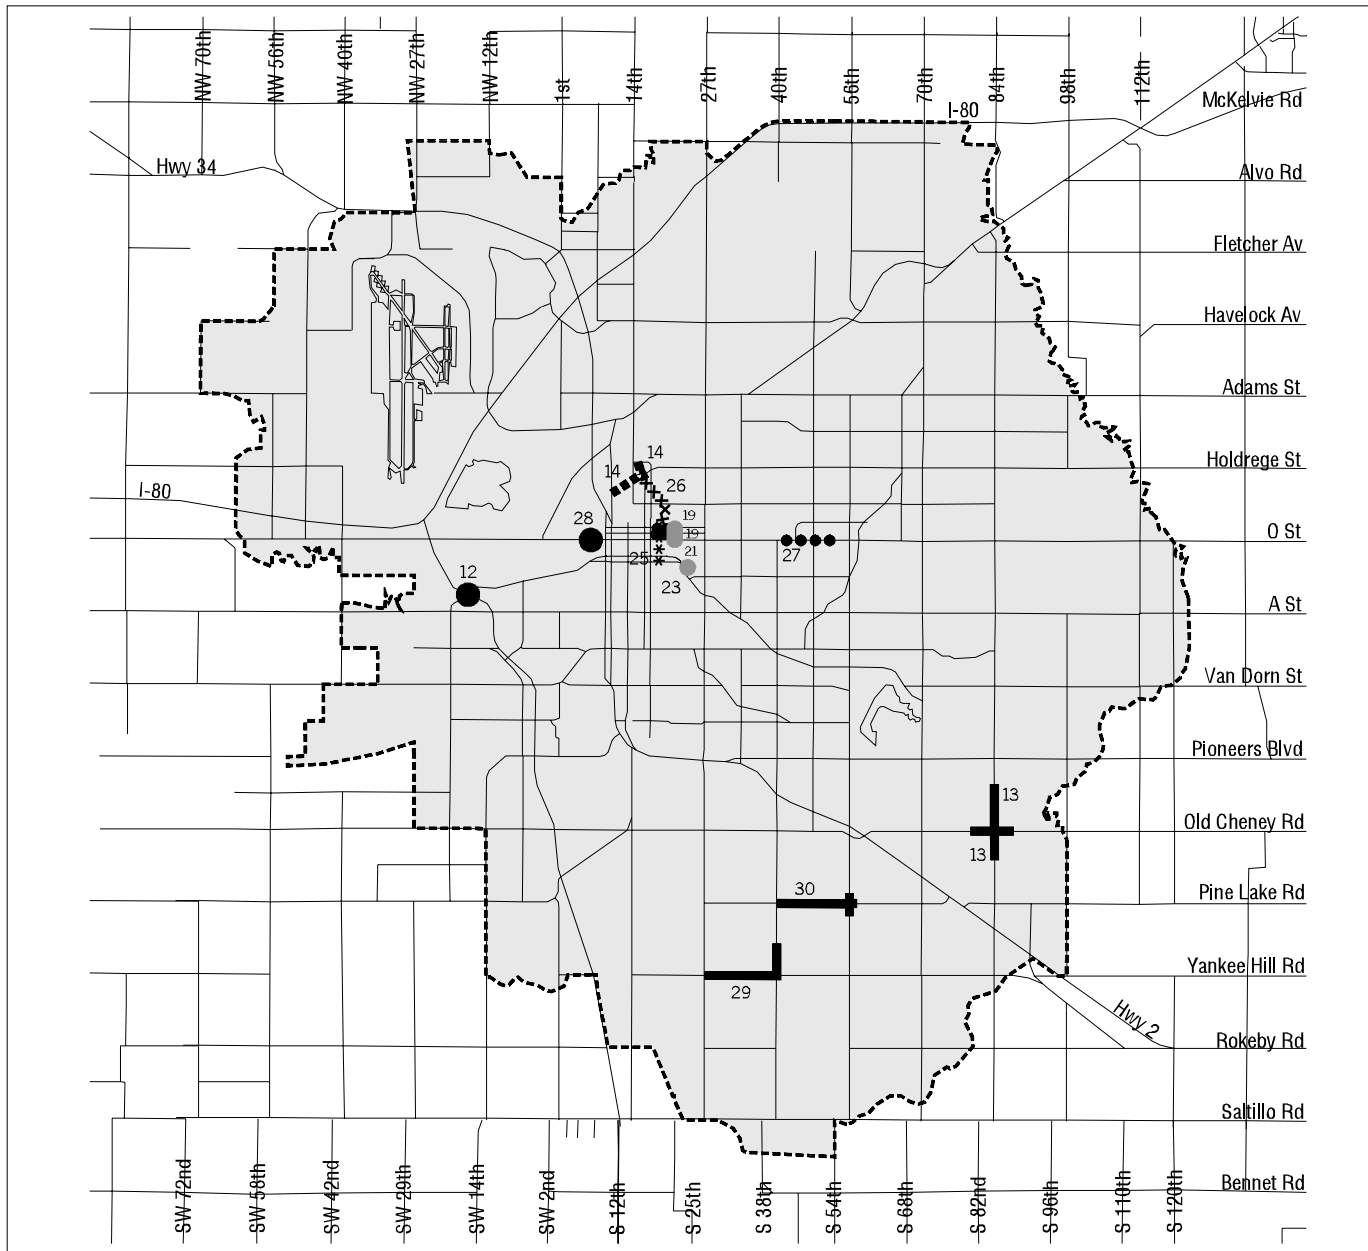 NW 70th
NW 56th
NW 40th
NW 27th
NW 12th
1st
14th
27th
40th
56th
70th
84th
98th
112th
McKelvie Rd
I-80
Hwy 34
Alvo Rd
Fletcher Av
Havelock Av
Adams St
14
Holdrege St
14
I-80
26
28
19
O St
19
25
21
27
12
23
A St
Van Dorn St
Pioneers Blvd
13
Old Cheney Rd
13
30
Pine Lake Rd
Yankee Hill Rd
29
Hwy 2
Rokeby Rd
Saltillo Rd
Bennet Rd
SW 72nd
SW 58th
SW 42nd
SW 29th
SW 14th
SW 2nd
S 12th
S 25th
S 38th
S 54th
S 68th
S 82nd
S 96th
S 110th
S 120th